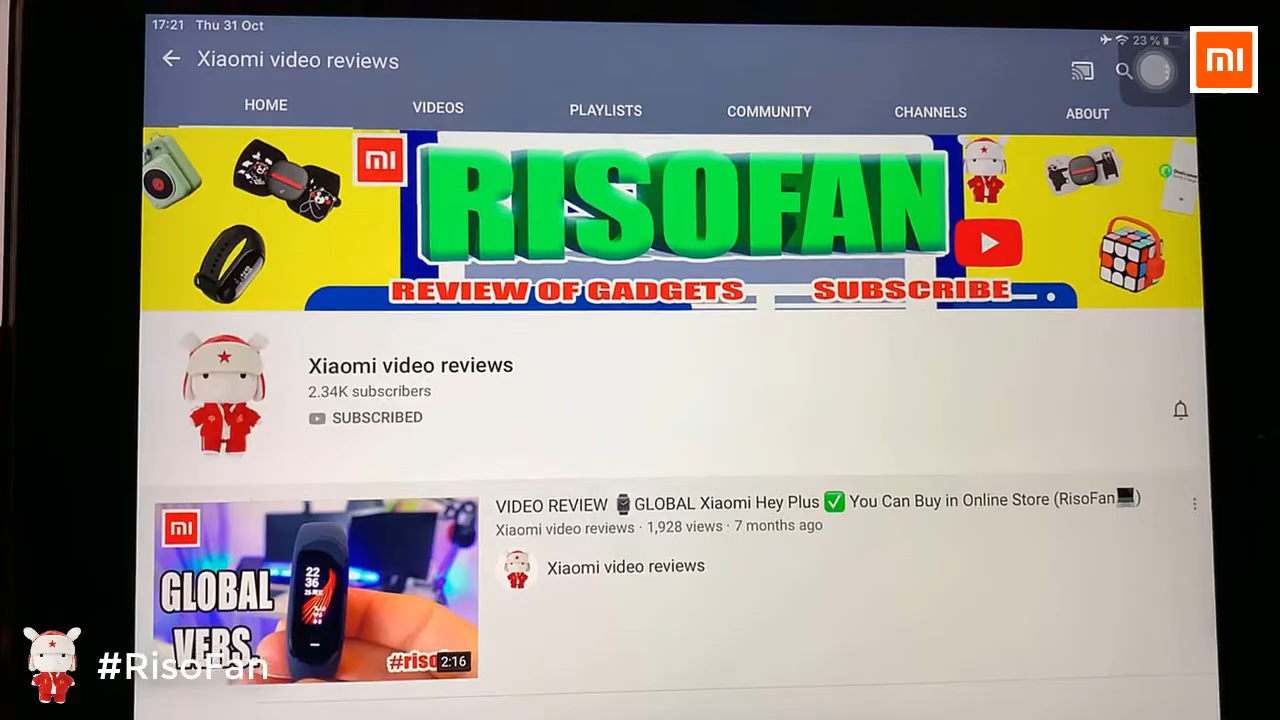 17:21 Thu 31 Oct
23 %
Xiaomi video reviews
HOME VIDEOS PLAYLISTS COMMUNITY CHANNELS ABOUT
RISOFAN
REVIEW OF GADGETS SUBSCRIBE
Xiaomi video reviews
2.34K subscribers
SUBSCRIBED
VIDEO REVIEW ⌚GLOBAL Xiaomi Hey Plus ✅ You Can Buy in Online Store (RisoFan💻)
Xiaomi video reviews · 1,928 views · 7 months ago
Xiaomi video reviews
mi
GLOBAL
VERS.
22
36
#riso
2:16
#RisoFan
mi
mi